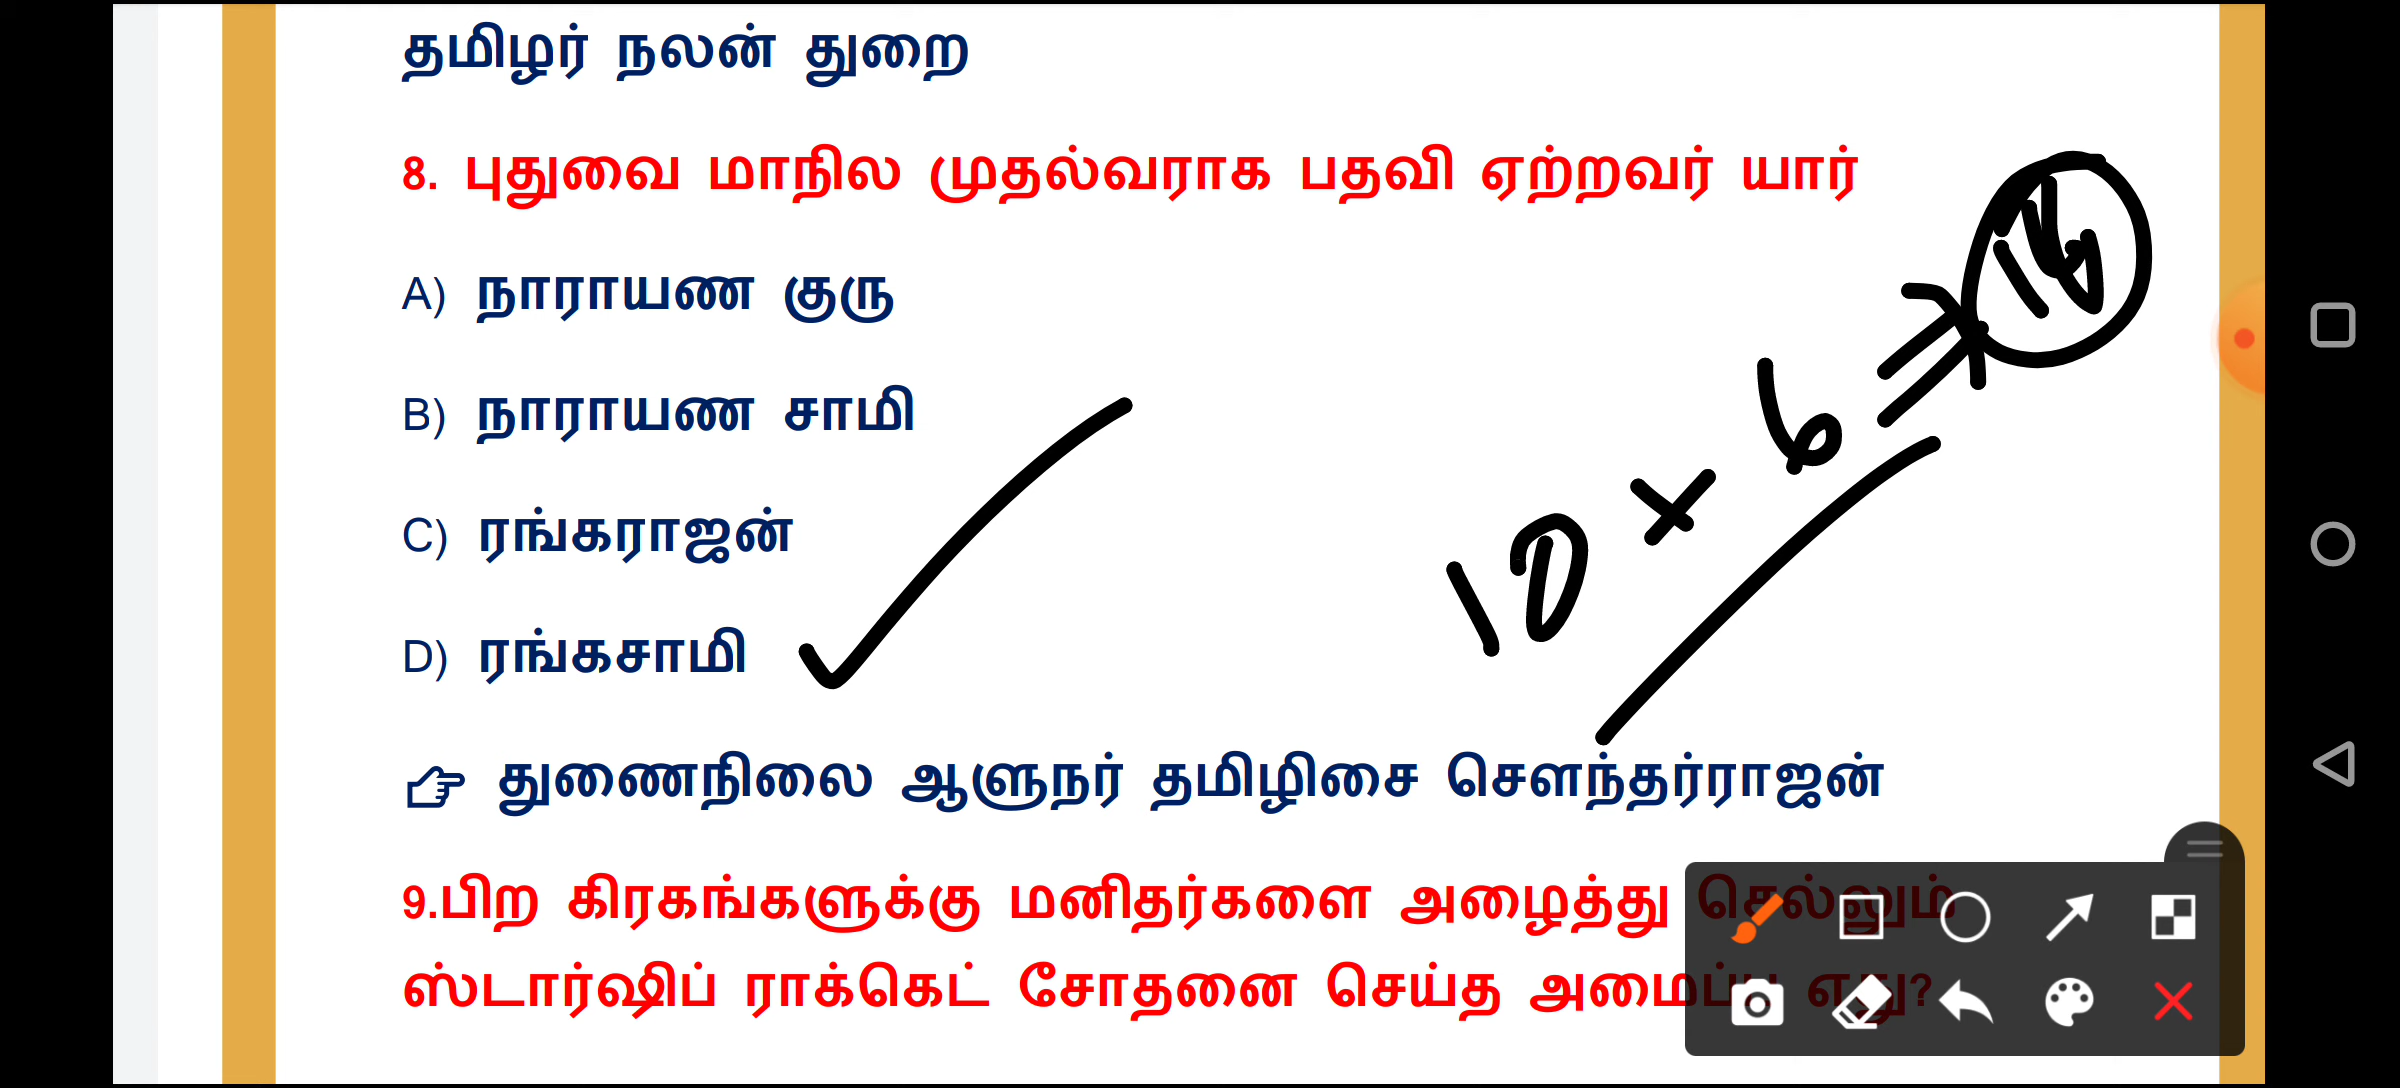 தமிழர் நலன் துறை
8. புதுவை மாநில முதல்வராக பதவி ஏற்றவர் யார்
A) நாராயண குரு
B) நாராயண சாமி
C) ரங்கராஜன்
D) ரங்கசாமி
10 × 6 ⇒
துணைநிலை ஆளுநர் தமிழிசை சௌந்தர்ராஜன்
9.பிற கிரகங்களுக்கு மனிதர்களை அழைத்து செல்லும்
ஸ்டார்ஷிப் ராக்கெட் சோதனை செய்த அமைப்பு எது?